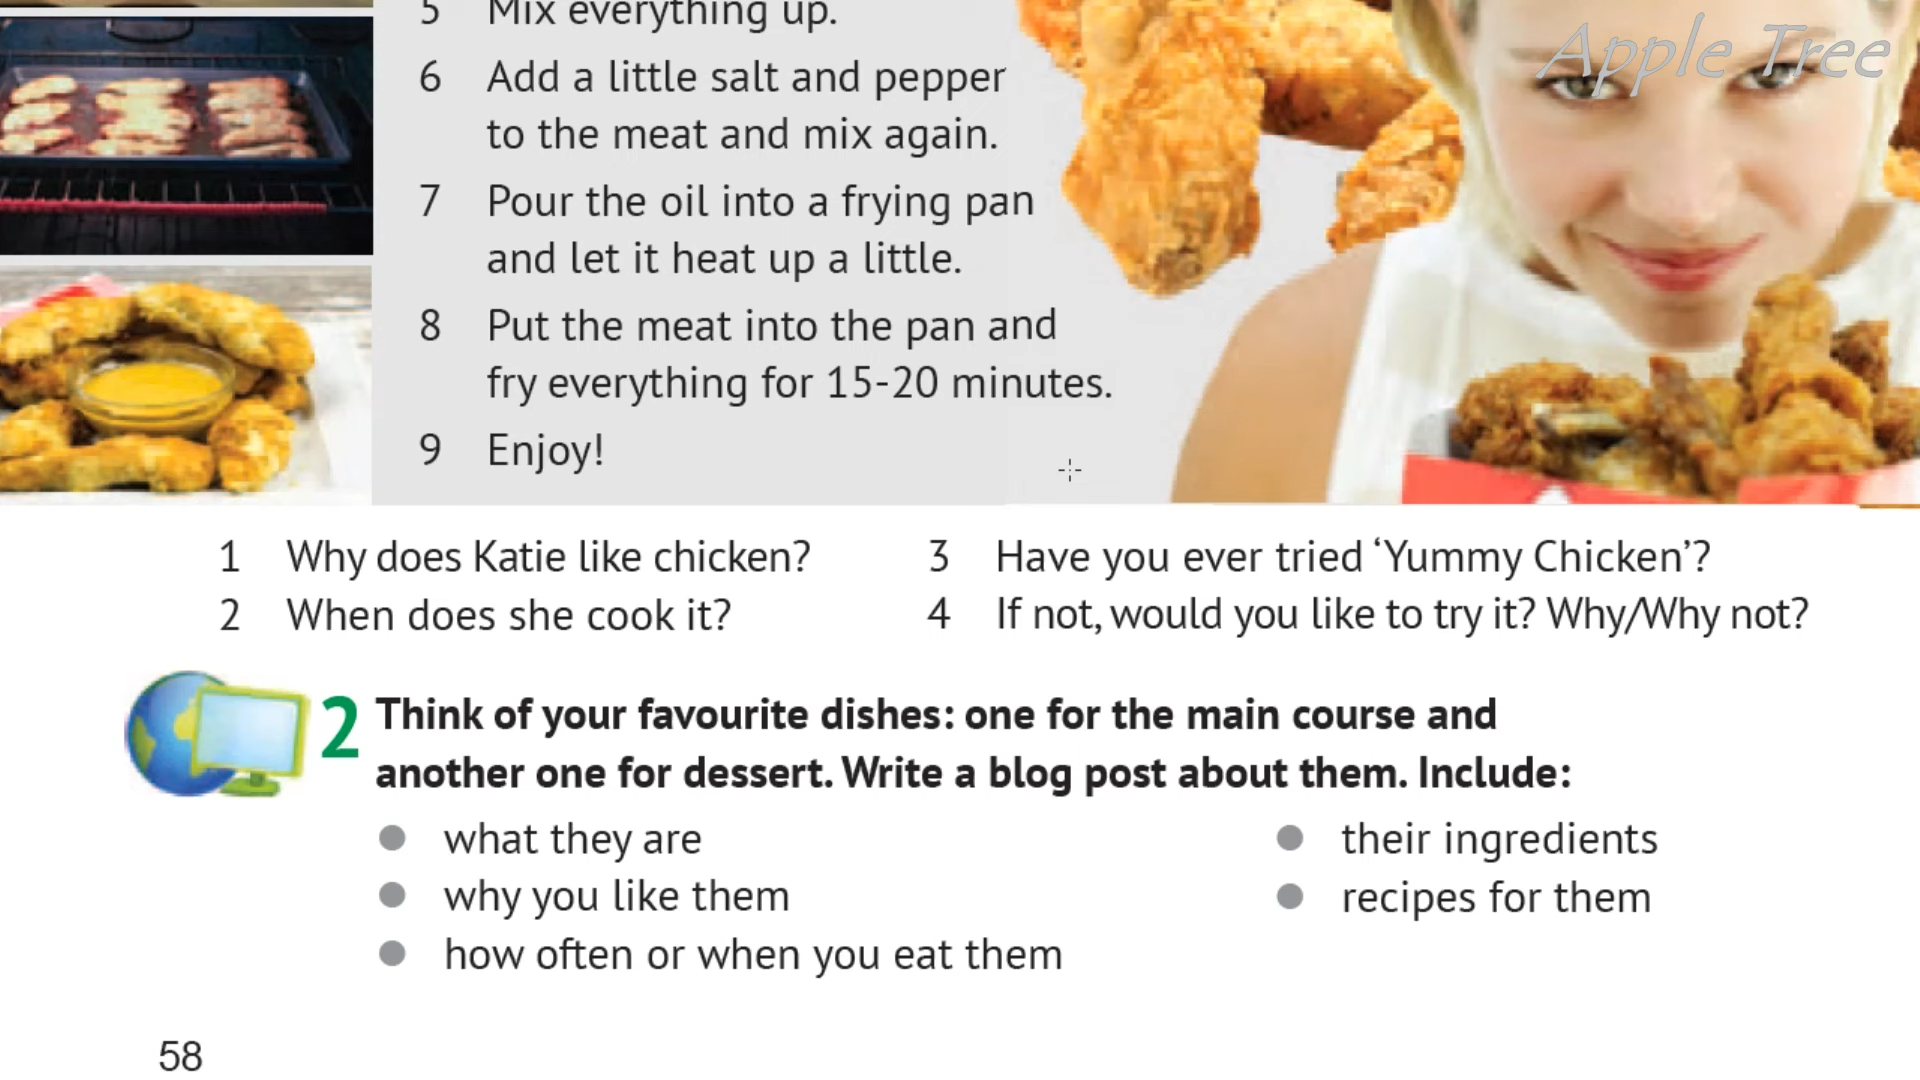 Apple Tree
5 Mix everything up.
6 Add a little salt and pepper
to the meat and mix again.
7 Pour the oil into a frying pan
and let it heat up a little.
8 Put the meat into the pan and
fry everything for 15-20 minutes.
9 Enjoy!
1 Why does Katie like chicken?
2 When does she cook it?
3 Have you ever tried ‘Yummy Chicken’?
4 If not, would you like to try it? Why/Why not?
2 Think of your favourite dishes: one for the main course and
another one for dessert. Write a blog post about them. Include:
what they are
why you like them
how often or when you eat them
their ingredients
recipes for them
58